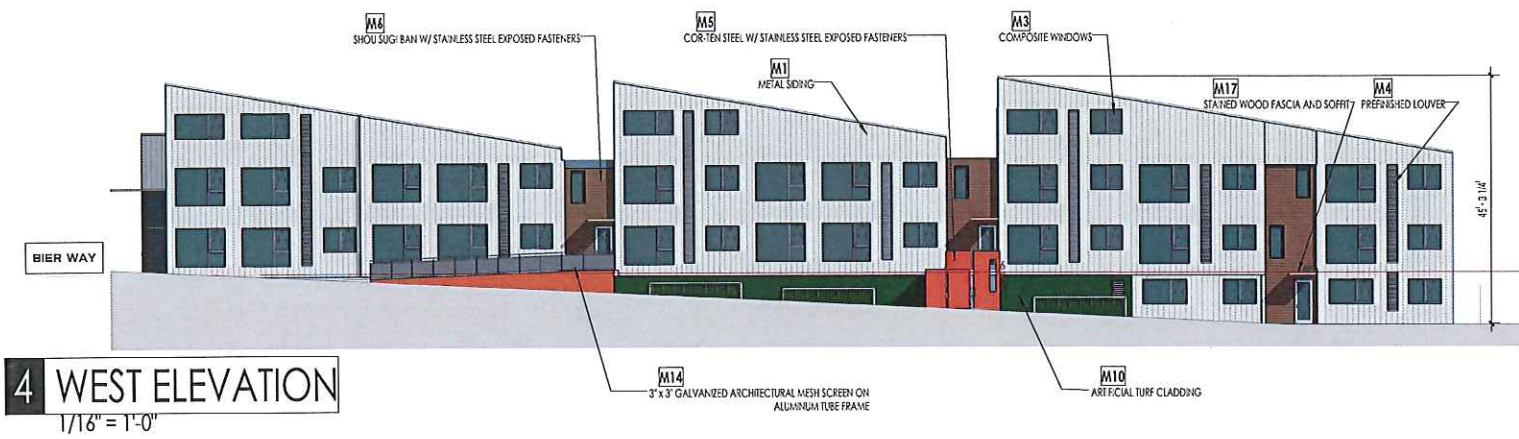 M6
SHOU SUGI BAN W/ STAINLESS STEEL EXPOSED FASTENERS
M5
COR-TEN STEEL W/ STAINLESS STEEL EXPOSED FASTENERS
M3
COMPOSITE WINDOWS
M1
METAL SIDING
M17
STAINED WOOD FASCIA AND SOFFIT
M4
PREFINISHED LOUVER
45'-3 1/4"
BIER WAY
M14
3" x 3" GALVANIZED ARCHITECTURAL MESH SCREEN ON
ALUMINUM TUBE FRAME
M10
ARTIFICIAL TURF CLADDING
4 WEST ELEVATION
1/16" = 1'-0"